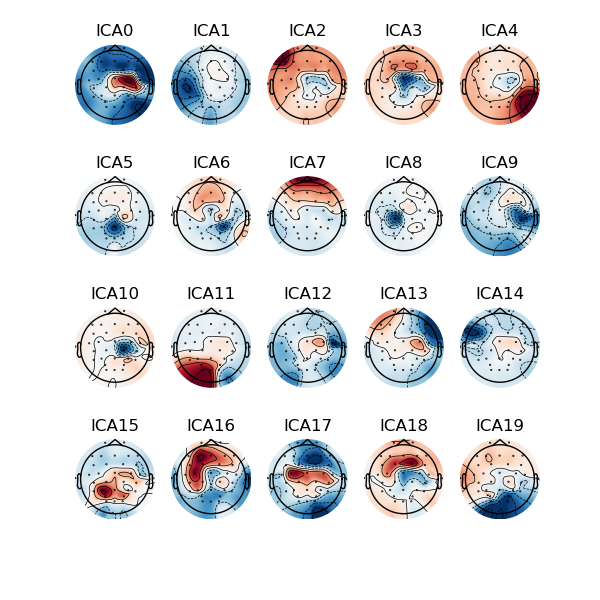 ICA0 ICA1 ICA2 ICA3 ICA4
ICA5 ICA6 ICA7 ICA8 ICA9
ICA10 ICA11 ICA12 ICA13 ICA14
ICA15 ICA16 ICA17 ICA18 ICA19